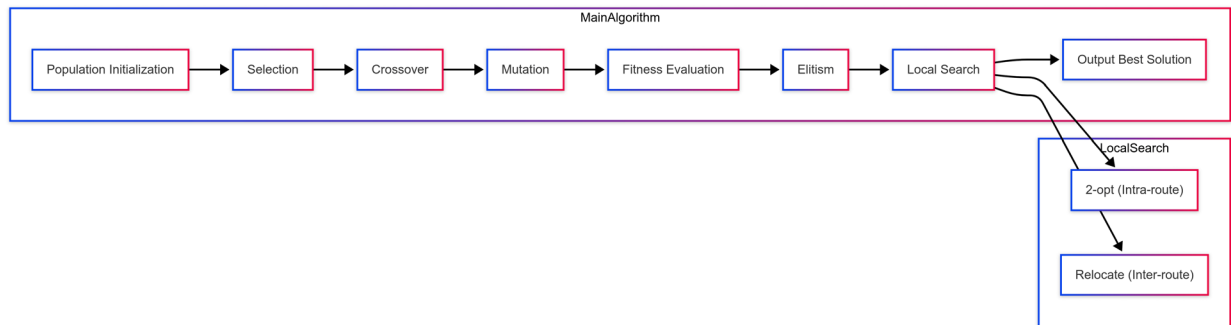 MainAlgorithm
Population Initialization
Selection
Crossover
Mutation
Fitness Evaluation
Elitism
Local Search
Output Best Solution
LocalSearch
2-opt (Intra-route)
Relocate (Inter-route)